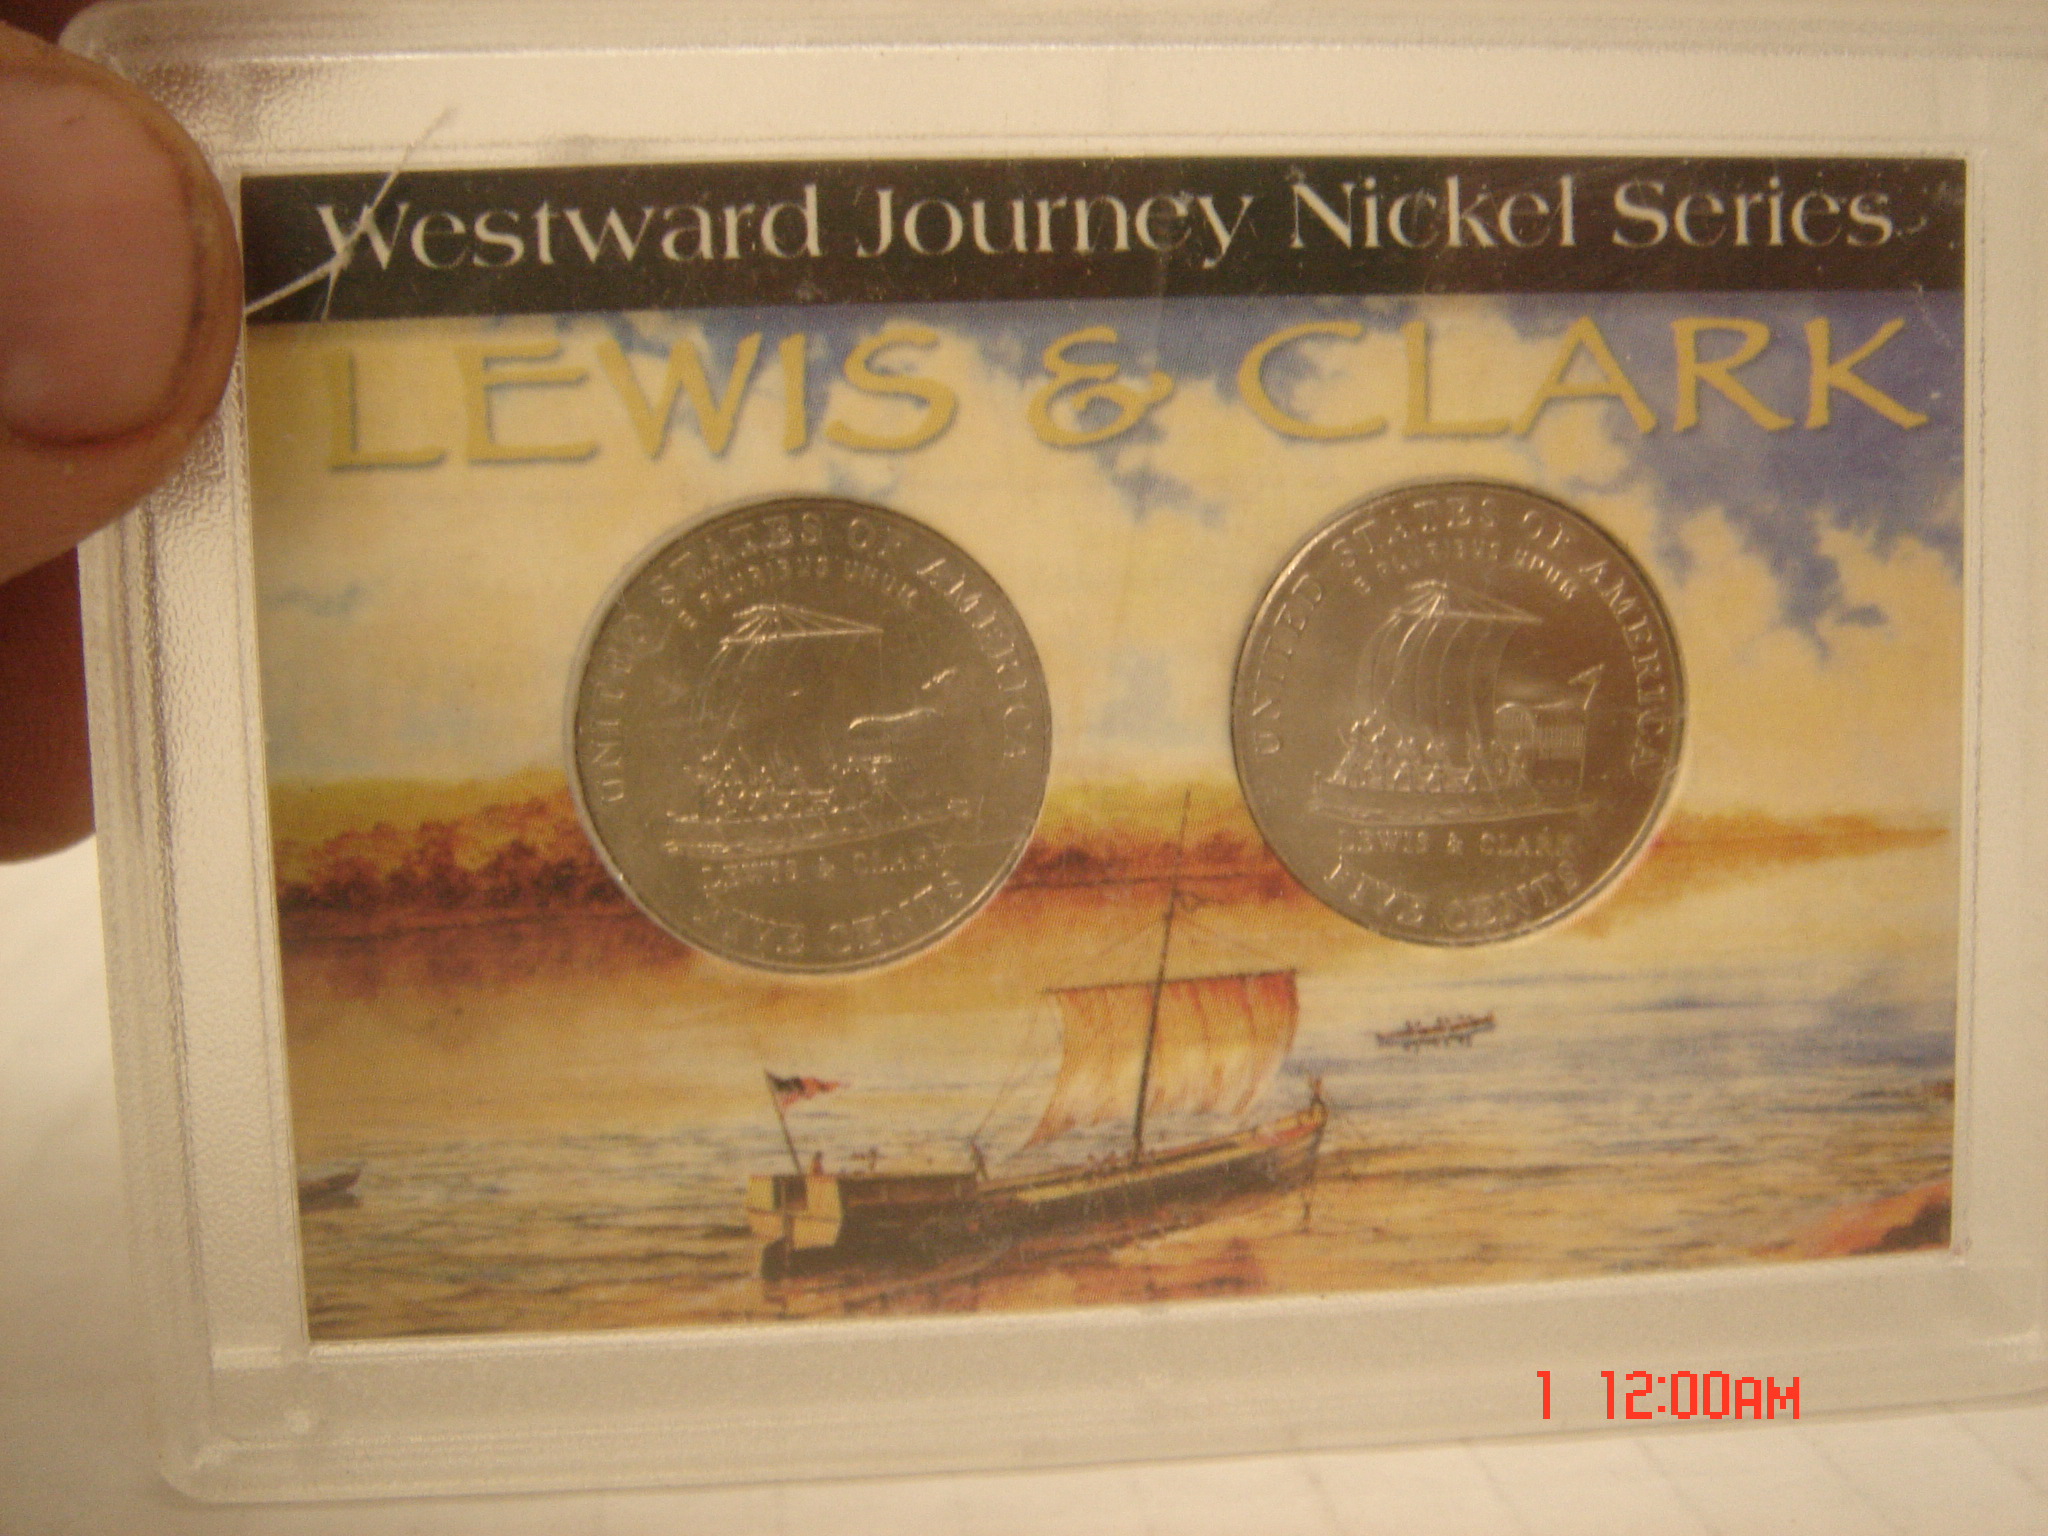 Westward Journey Nickel Series
LEWIS & CLARK
UNITED STATES OF AMERICA
E PLURIBUS UNUM
LEWIS & CLARK
FIVE CENTS
UNITED STATES OF AMERICA
E PLURIBUS UNUM
LEWIS & CLARK
FIVE CENTS
1 12:00AM